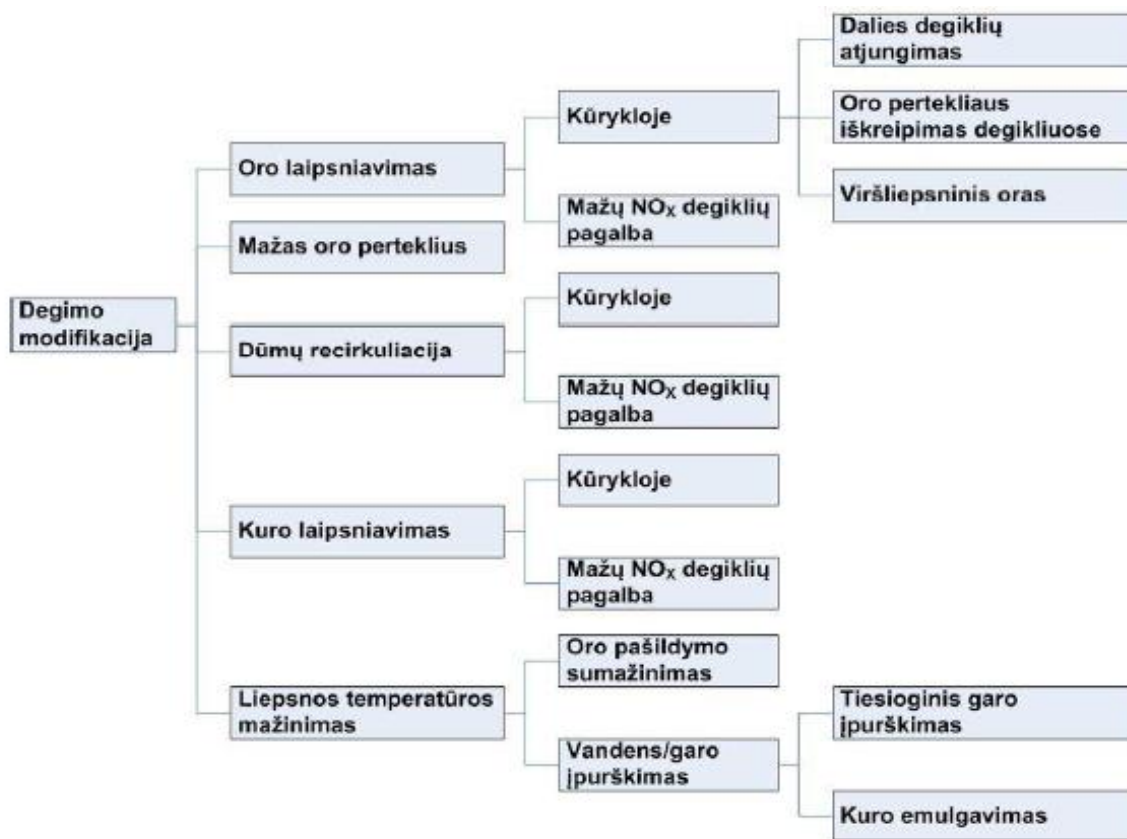 Degimo
modifikacija
Oro laipsniavimas
Kūrykloje
Dalies degiklių
atjungimas
Oro pertekliaus
iškreipimas degikliuose
Viršliepsninis oras
Mažų NOₓ degiklių
pagalba
Mažas oro perteklius
Dūmų recirkuliacija
Kūrykloje
Mažų NOₓ degiklių
pagalba
Kuro laipsniavimas
Kūrykloje
Mažų NOₓ degiklių
pagalba
Liepsnos temperatūros
mažinimas
Oro pašildymo
sumažinimas
Vandens/garo
įpurškimas
Tiesioginis garo
įpurškimas
Kuro emulgavimas